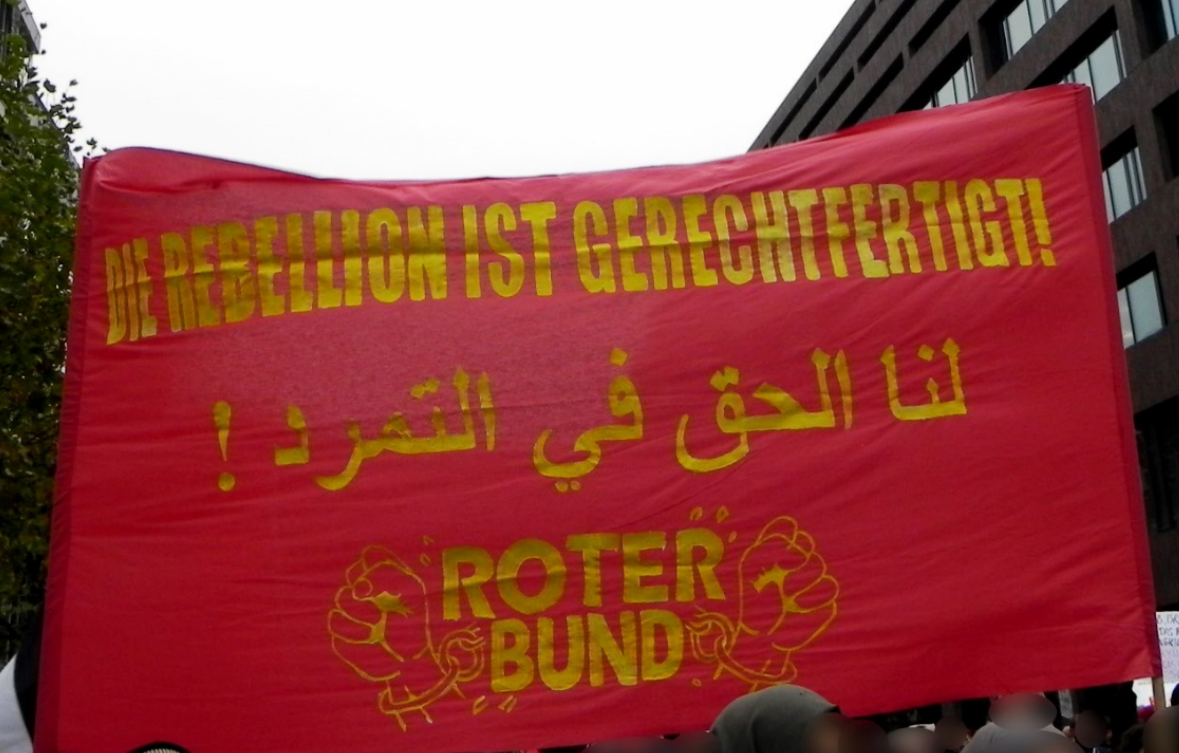 DIE REBELLION IST GERECHTFERTIGT!
لنا الحق في التمرد !
ROTER
BUND